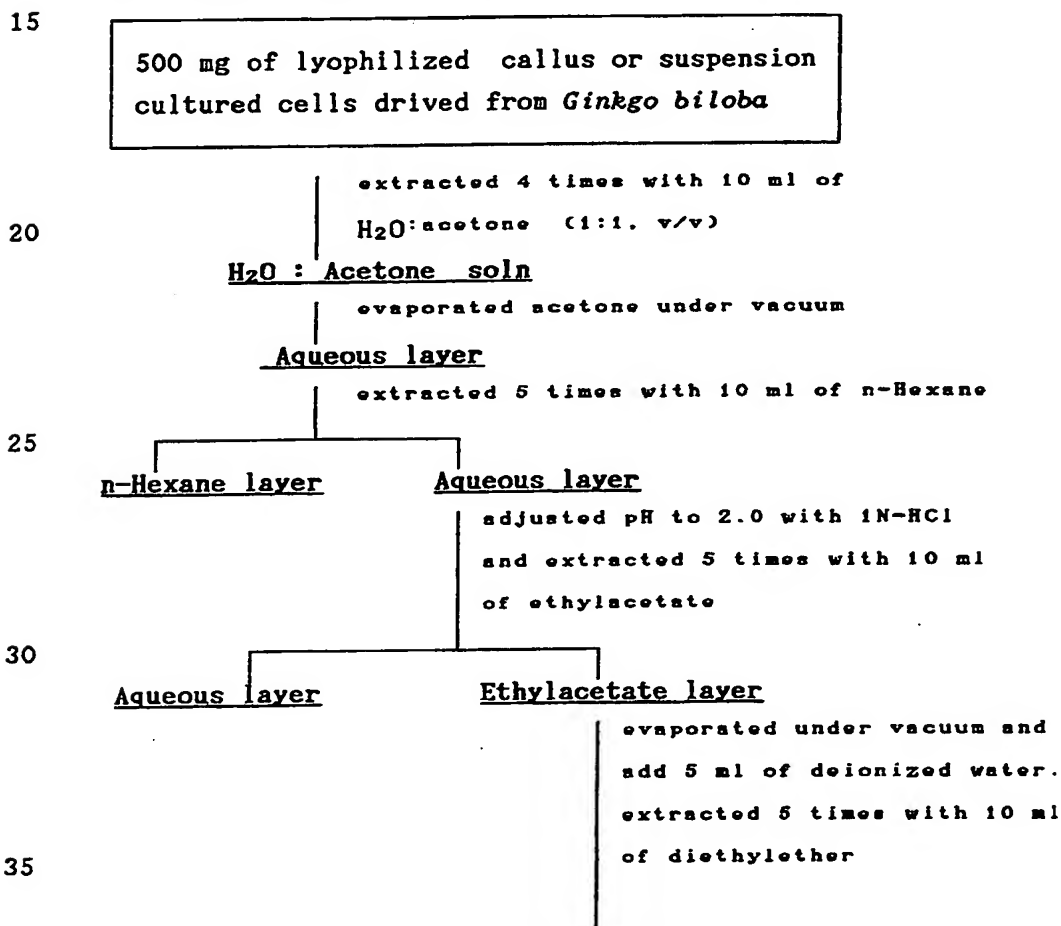 15
500 mg of lyophilized callus or suspension
cultured cells drived from Ginkgo biloba
extracted 4 times with 10 ml of
20
H2O:acetone (1:1. v/v)
H2O : Acetone soln
evaporated acetone under vacuum
Aqueous layer
extracted 5 times with 10 ml of n-Hexane
25
n-Hexane layer Aqueous layer
adjusted pH to 2.0 with 1N-HCl
and extracted 5 times with 10 ml
of ethylacetate
30
Aqueous layer Ethylacetate layer
evaporated under vacuum and
add 5 ml of deionized water.
extracted 5 times with 10 ml
of diethylether
35